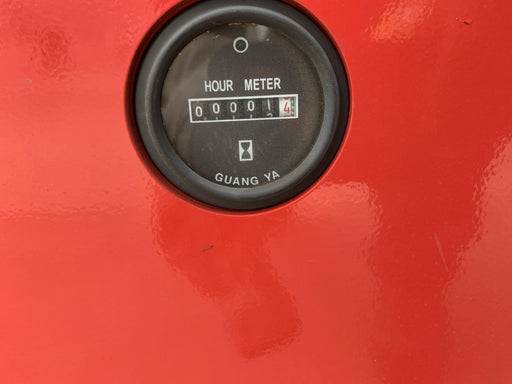 HOUR METER
000014
GUANG YA